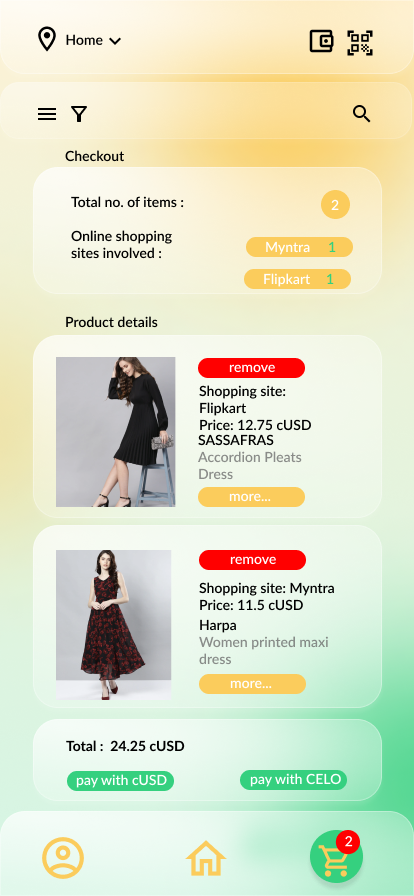 Home
Checkout
Total no. of items :
2
Online shopping
sites involved :
Myntra 1
Flipkart 1
Product details
remove
Shopping site:
Flipkart
Price: 12.75 cUSD
SASSAFRAS
Accordion Pleats
Dress
more...
remove
Shopping site: Myntra
Price: 11.5 cUSD
Harpa
Women printed maxi
dress
more...
Total : 24.25 cUSD
pay with cUSD
pay with CELO
2